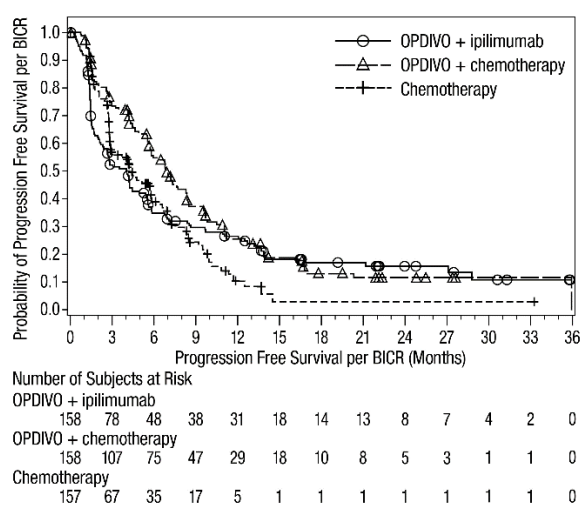 Probability of Progression Free Survival per BICR
1.0
0.9
0.8
0.7
0.6
0.5
0.4
0.3
0.2
0.1
0.0
OPDIVO + ipilimumab
OPDIVO + chemotherapy
Chemotherapy
0 3 6 9 12 15 18 21 24 27 30 33 36
Progression Free Survival per BICR (Months)
Number of Subjects at Risk
OPDIVO + ipilimumab
158 78 48 38 31 18 14 13 8 7 4 2 0
OPDIVO + chemotherapy
158 107 75 47 29 18 10 8 5 3 1 1 0
Chemotherapy
157 67 35 17 5 1 1 1 1 1 1 1 0